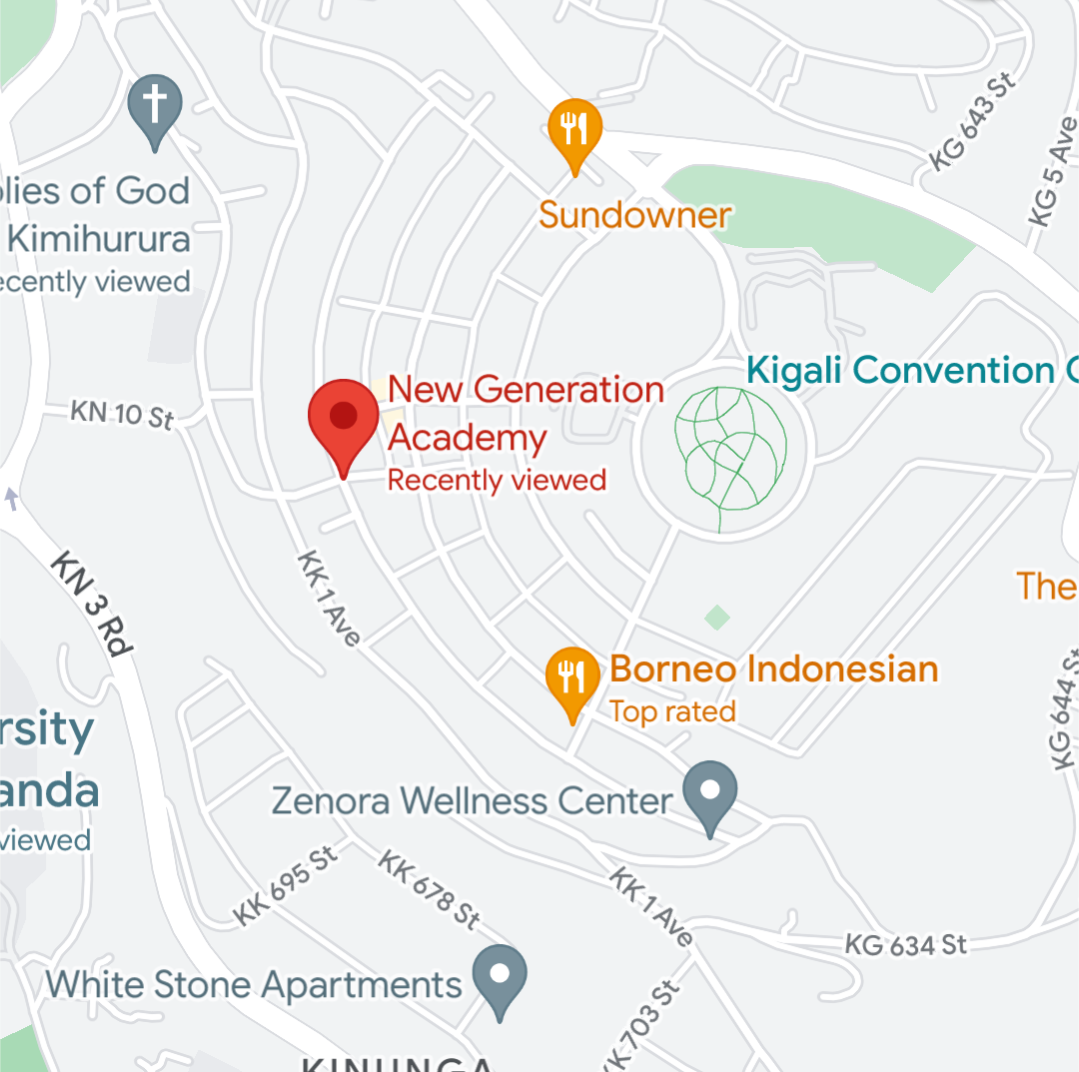 KG 643 St
KG 5 Ave
Sundowner
olies of God
Kimihurura
ecently viewed
Kigali Convention C
New Generation
Academy
Recently viewed
KN 10 St
KN 3 Rd
KK 1 Ave
The
Borneo Indonesian
Top rated
KG 644 St
rsity
anda
viewed
Zenora Wellness Center
KK 695 St
KK 678 St
KK 1 Ave
KG 634 St
White Stone Apartments
KK 703 St
KINUNGA